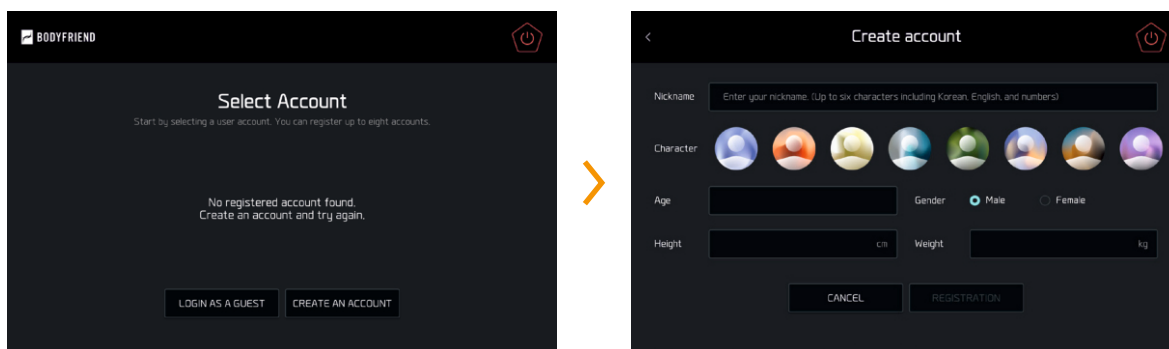 BODYFRIEND
Select Account
Start by selecting a user account. You can register up to eight accounts.
No registered account found.
Create an account and try again.
LOGIN AS A GUEST
CREATE AN ACCOUNT
Create account
Nickname
Enter your nickname. (Up to six characters including Korean, English, and numbers)
Character
Age
Gender
Male
Female
Height
cm
Weight
kg
CANCEL
REGISTRATION